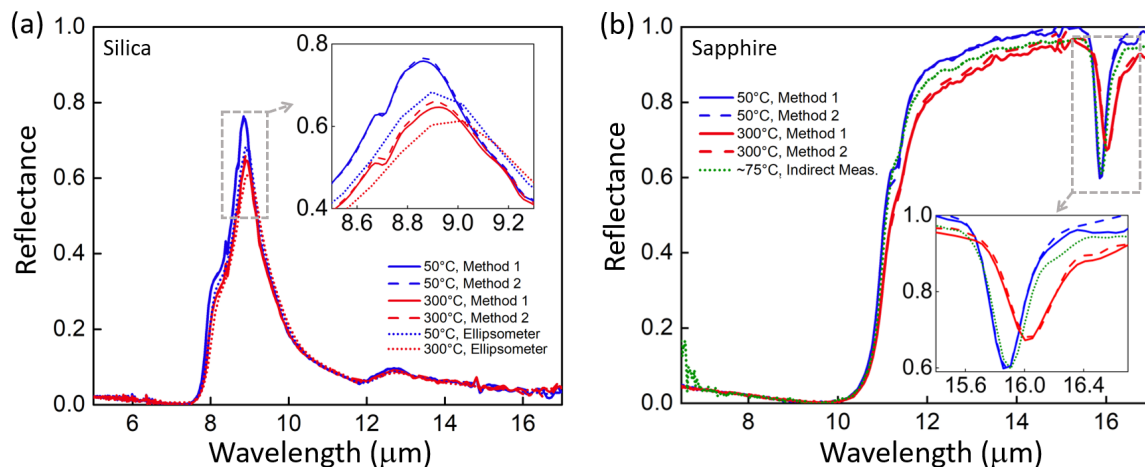 (a)
Silica
Reflectance
1.0
0.8
0.6
0.4
0.2
0.0
6
8
10
12
14
16
Wavelength (μm)
0.8
0.6
0.4
8.6
8.8
9.0
9.2
50°C, Method 1
50°C, Method 2
300°C, Method 1
300°C, Method 2
50°C, Ellipsometer
300°C, Ellipsometer
(b)
Sapphire
Reflectance
1.0
0.8
0.6
0.4
0.2
0.0
8
10
12
14
16
Wavelength (μm)
50°C, Method 1
50°C, Method 2
300°C, Method 1
300°C, Method 2
~75°C, Indirect Meas.
1.0
0.8
0.6
15.6
16.0
16.4